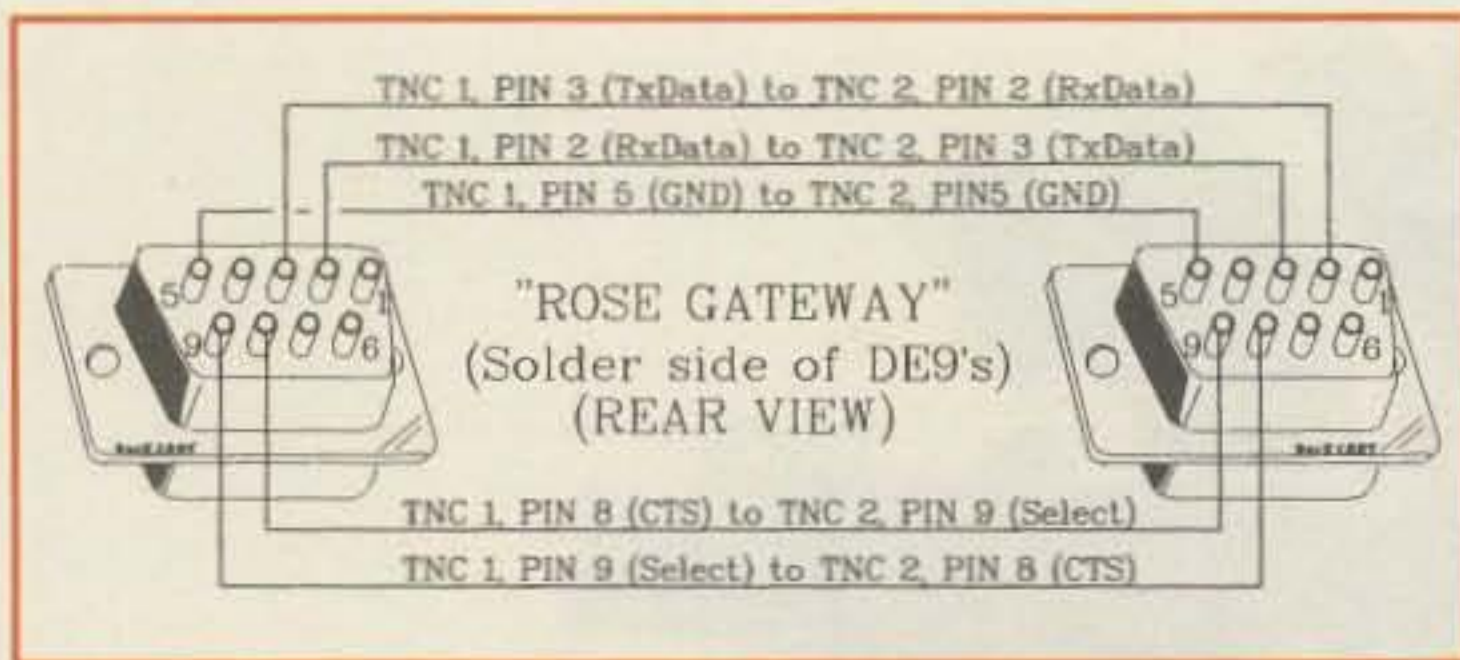 TNC 1, PIN 3 (TxData) to TNC 2, PIN 2 (RxData)
TNC 1, PIN 2 (RxData) to TNC 2, PIN 3 (TxData)
TNC 1, PIN 5 (GND) to TNC 2, PIN5 (GND)
5 1
9 6
"ROSE GATEWAY"
(Solder side of DE9's)
(REAR VIEW)
5 1
9 6
TNC 1, PIN 8 (CTS) to TNC 2, PIN 9 (Select)
TNC 1, PIN 9 (Select) to TNC 2, PIN 8 (CTS)